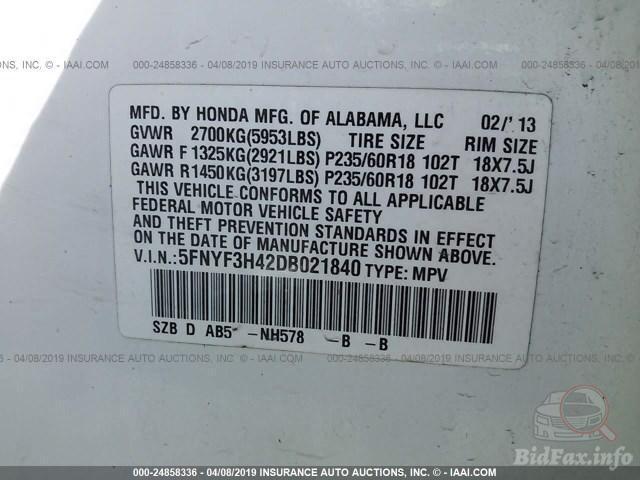 000-24858336 - 04/08/2019 INSURANCE AUTO AUCTIONS, INC. - IAAI.COM
MFD. BY HONDA MFG. OF ALABAMA, LLC 02/'13
GVWR 2700KG(5953LBS) TIRE SIZE RIM SIZE
GAWR F 1325KG(2921LBS) P235/60R18 102T 18X7.5J
GAWR R1450KG(3197LBS) P235/60R18 102T 18X7.5J
THIS VEHICLE CONFORMS TO ALL APPLICABLE
FEDERAL MOTOR VEHICLE SAFETY
AND THEFT PREVENTION STANDARDS IN EFFECT
ON THE DATE OF MANUFACTURE SHOWN ABOVE.
V.I.N.:5FNYF3H42DB021840 TYPE: MPV
SZB D AB5 -NH578 -B -B
000-24858336 - 04/08/2019 INSURANCE AUTO AUCTIONS, INC. - IAAI.COM
BidFax.info
000-24858336 - 04/08/2019 INSURANCE AUTO AUCTIONS, INC. - IAAI.COM